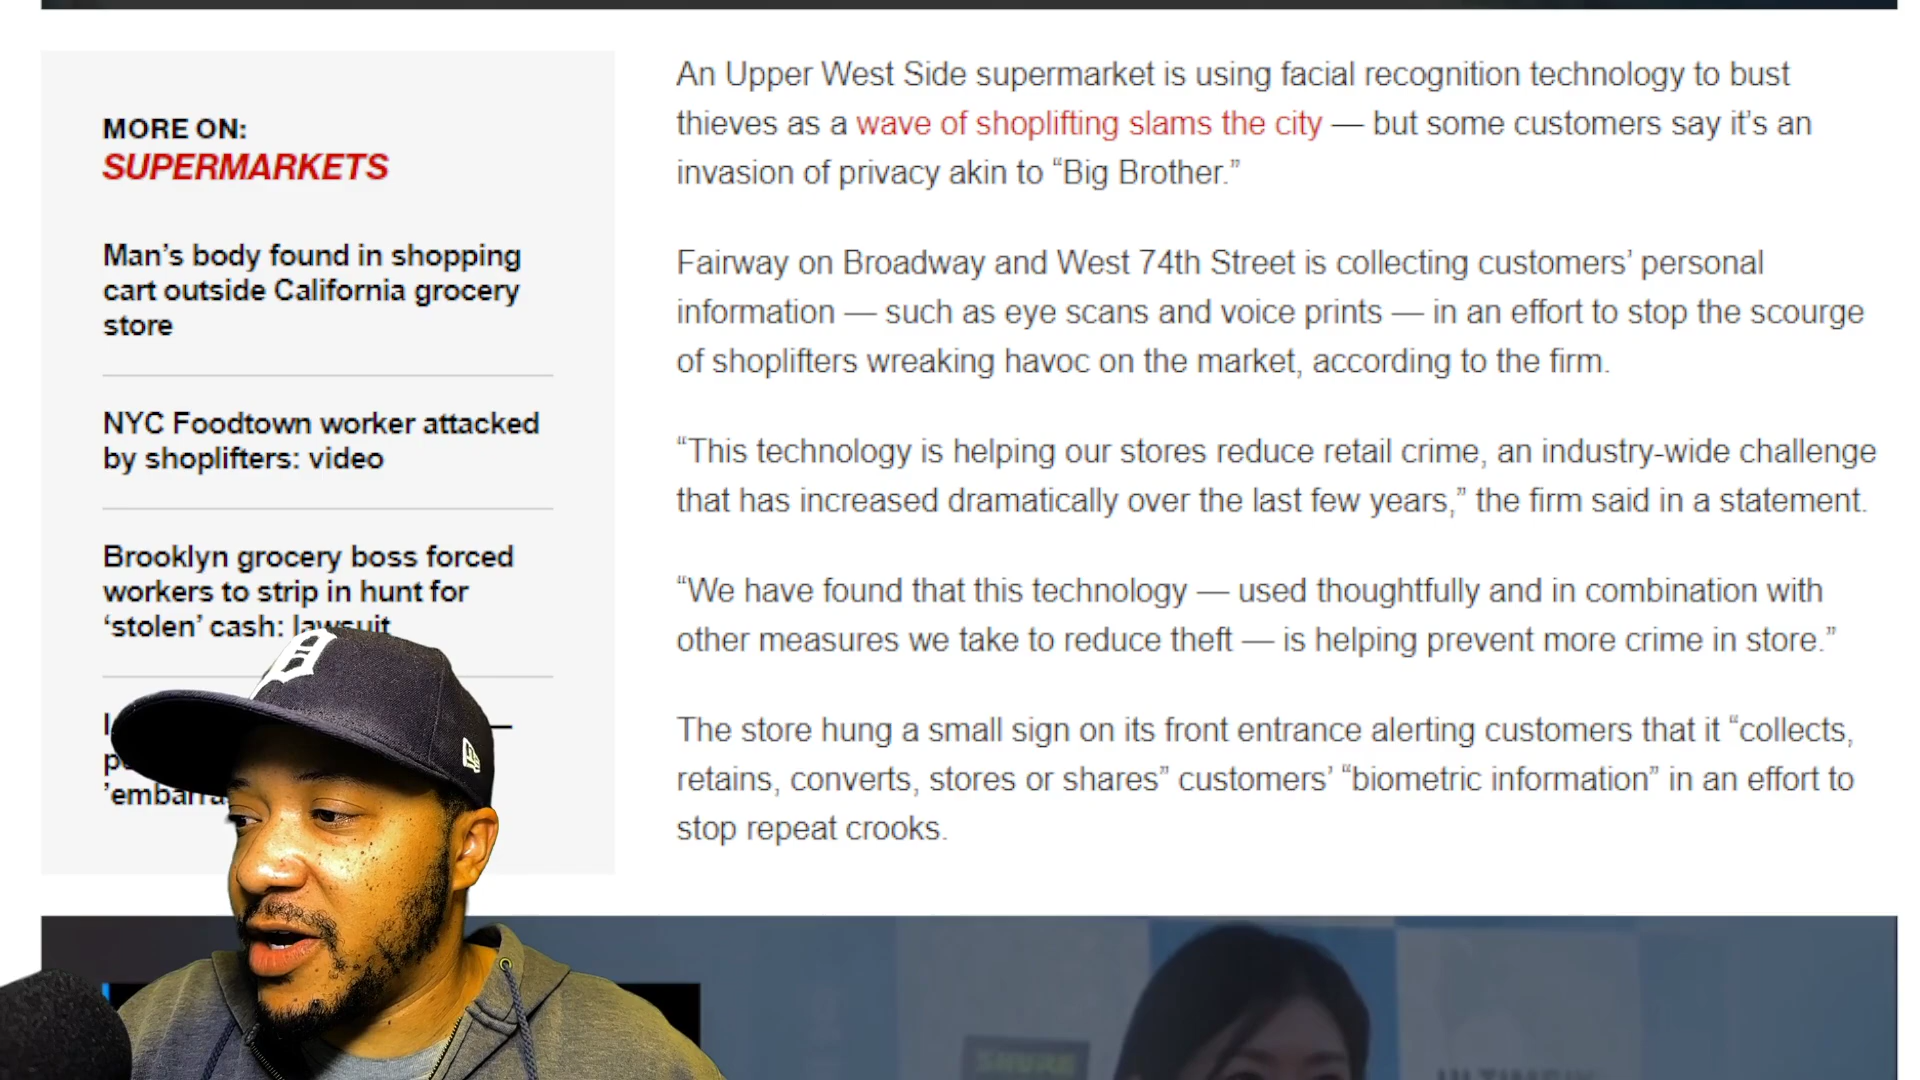 MORE ON:
SUPERMARKETS
Man’s body found in shopping
cart outside California grocery
store
NYC Foodtown worker attacked
by shoplifters: video
Brooklyn grocery boss forced
workers to strip in hunt for
‘stolen’ cash: lawsuit
An Upper West Side supermarket is using facial recognition technology to bust
thieves as a wave of shoplifting slams the city — but some customers say it’s an
invasion of privacy akin to “Big Brother.”
Fairway on Broadway and West 74th Street is collecting customers’ personal
information — such as eye scans and voice prints — in an effort to stop the scourge
of shoplifters wreaking havoc on the market, according to the firm.
“This technology is helping our stores reduce retail crime, an industry-wide challenge
that has increased dramatically over the last few years,” the firm said in a statement.
“We have found that this technology — used thoughtfully and in combination with
other measures we take to reduce theft — is helping prevent more crime in store.”
The store hung a small sign on its front entrance alerting customers that it “collects,
retains, converts, stores or shares” customers’ “biometric information” in an effort to
stop repeat crooks.